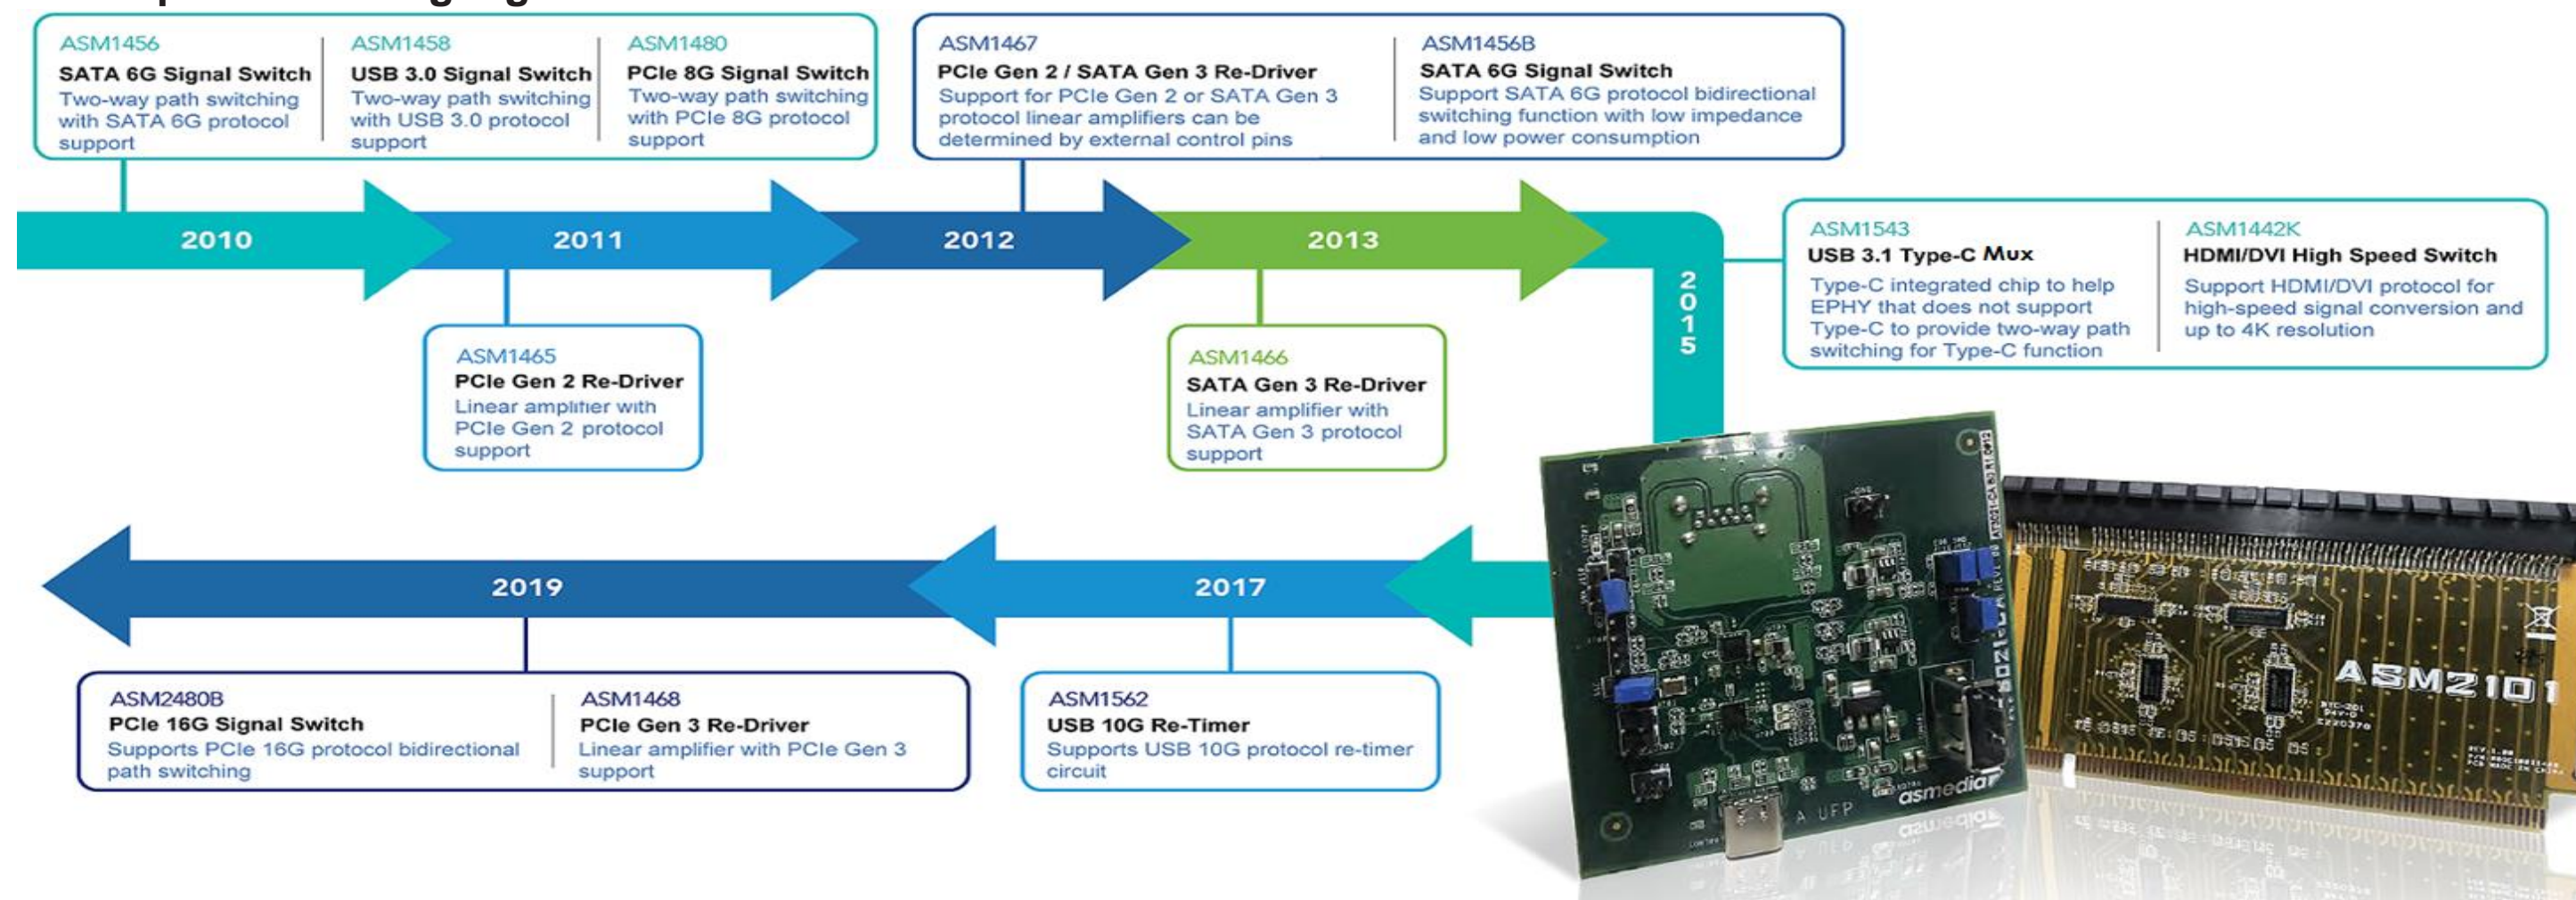 ASM1456
SATA 6G Signal Switch
Two-way path switching
with SATA 6G protocol
support
ASM1458
USB 3.0 Signal Switch
Two-way path switching
with USB 3.0 protocol
support
ASM1480
PCIe 8G Signal Switch
Two-way path switching
with PCIe 8G protocol
support
ASM1467
PCIe Gen 2 / SATA Gen 3 Re-Driver
Support for PCIe Gen 2 or SATA Gen 3
protocol linear amplifiers can be
determined by external control pins
ASM1456B
SATA 6G Signal Switch
Support SATA 6G protocol bidirectional
switching function with low impedance
and low power consumption
2010
2011
2012
2013
2015
ASM1543
USB 3.1 Type-C Mux
Type-C integrated chip to help
EPHY that does not support
Type-C to provide two-way path
switching for Type-C function
ASM1442K
HDMI/DVI High Speed Switch
Support HDMI/DVI protocol for
high-speed signal conversion and
up to 4K resolution
ASM1465
PCIe Gen 2 Re-Driver
Linear amplifier with
PCIe Gen 2 protocol
support
ASM1466
SATA Gen 3 Re-Driver
Linear amplifier with
SATA Gen 3 protocol
support
2019
2017
ASM2480B
PCIe 16G Signal Switch
Supports PCIe 16G protocol bidirectional
path switching
ASM1468
PCIe Gen 3 Re-Driver
Linear amplifier with PCIe Gen 3
support
ASM1562
USB 10G Re-Timer
Supports USB 10G protocol re-timer
circuit
GND
A UFP
asmedia
ASM2101